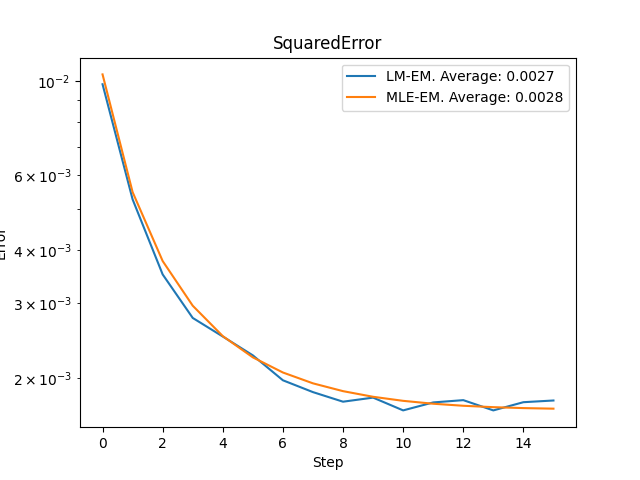 SquaredError
LM-EM. Average: 0.0027
MLE-EM. Average: 0.0028
10⁻²
6 × 10⁻³
4 × 10⁻³
3 × 10⁻³
2 × 10⁻³
Error
0 2 4 6 8 10 12 14
Step